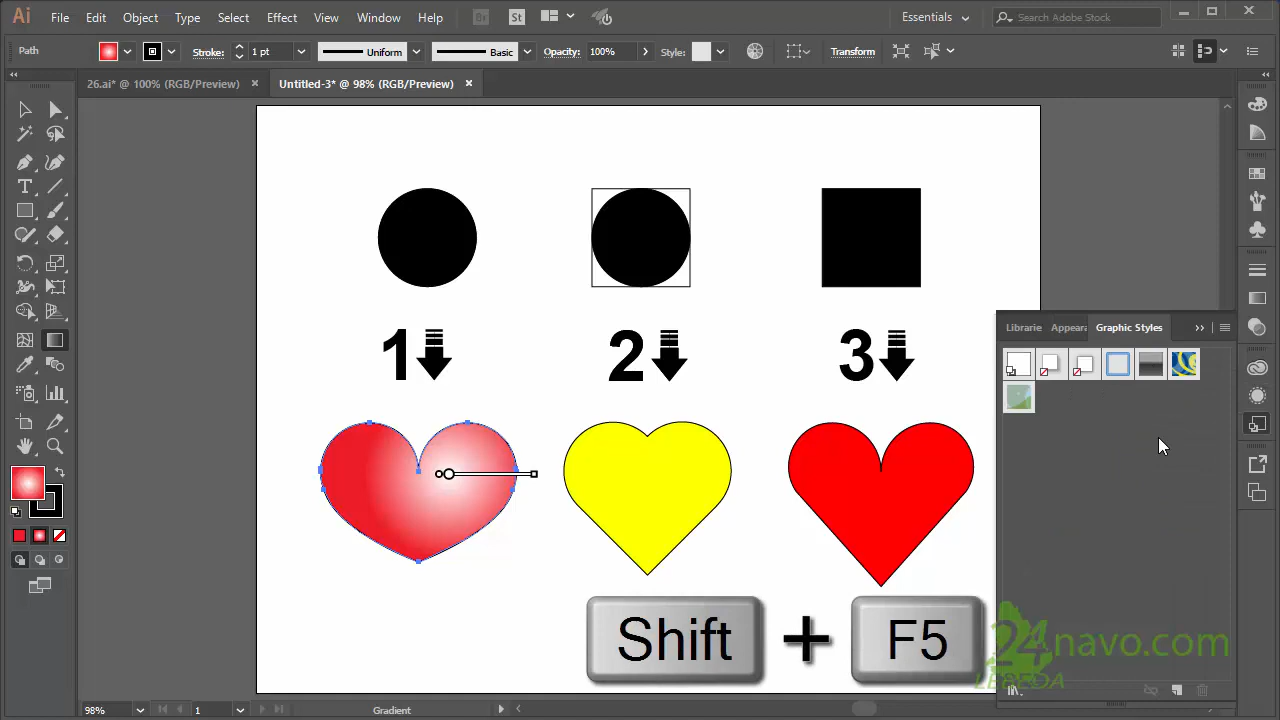 Ai File Edit Object Type Select Effect View Window Help Br St Essentials Search Adobe Stock
Path Stroke: 1 pt Uniform Basic Opacity: 100% Style: Transform
26.ai* @ 100% (RGB/Preview) Untitled-3* @ 98% (RGB/Preview)
1 2 3
Librarie Appeara Graphic Styles
Shift + F5
24navo.com
LEBEDA
98% 1 Gradient